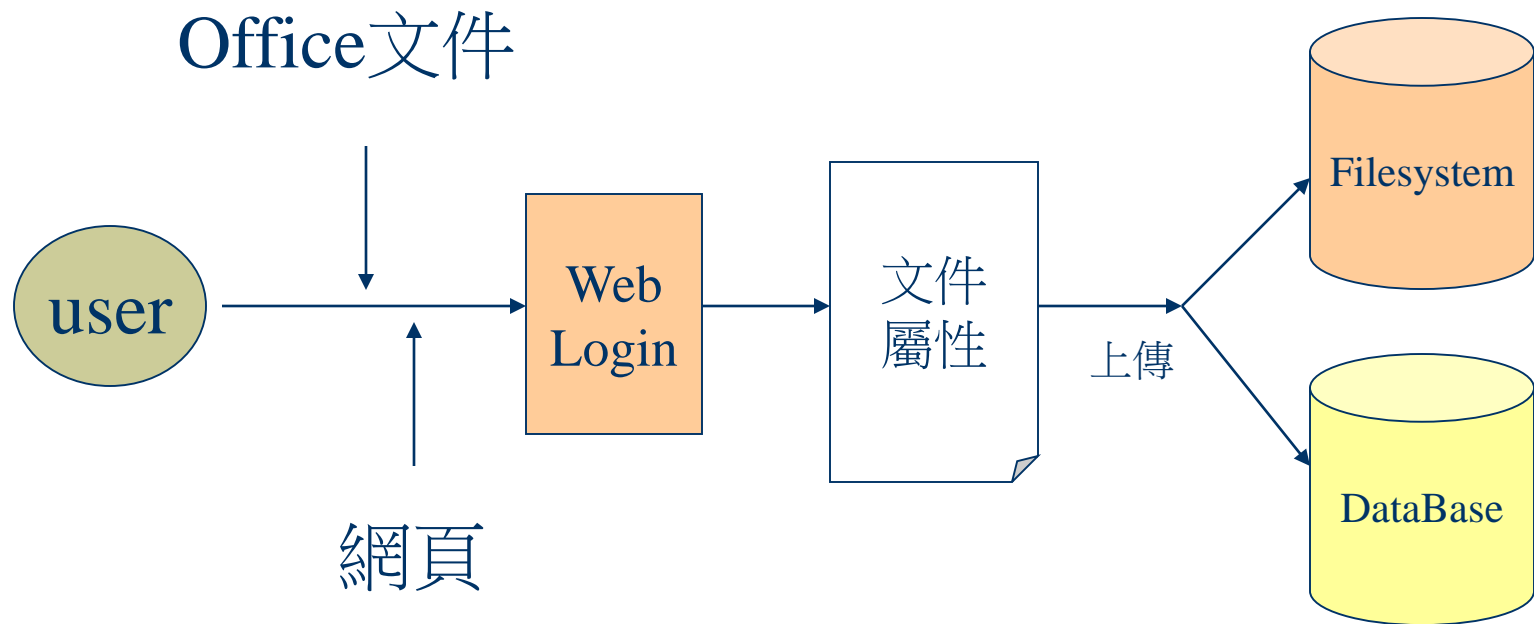 Office文件
user
Web
Login
文件
屬性
上傳
Filesystem
DataBase
網頁